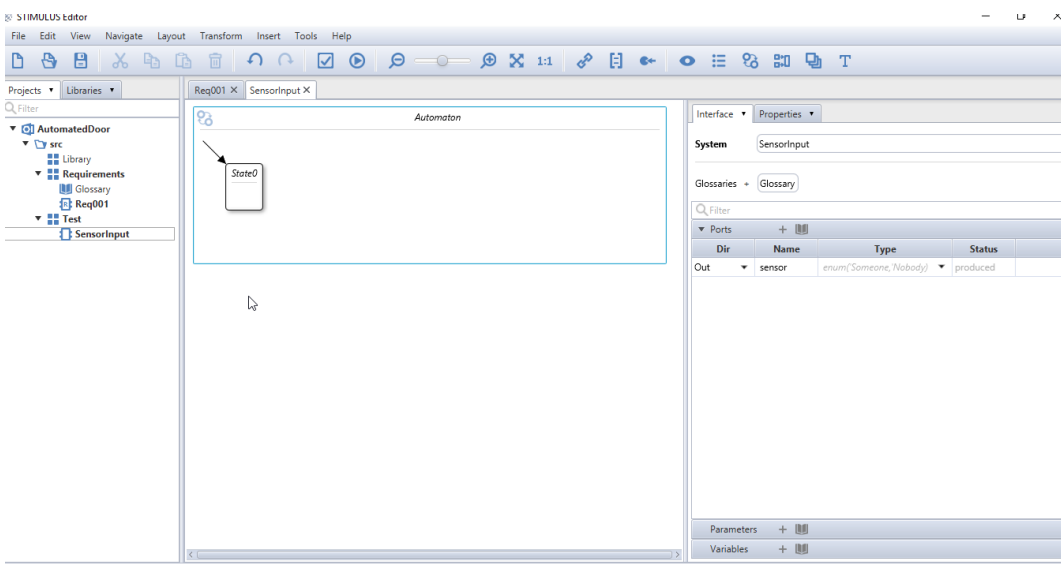 STIMULUS Editor
File Edit View Navigate Layout Transform Insert Tools Help
1:1
T
Projects Libraries
Filter
AutomatedDoor
src
Library
Requirements
Glossary
Req001
Test
SensorInput
Req001 SensorInput
Automaton
State0
Interface Properties
System SensorInput
Glossaries + Glossary
Filter
Ports +
Dir Name Type Status
Out sensor enum('Someone,'Nobody) produced
Parameters +
Variables +